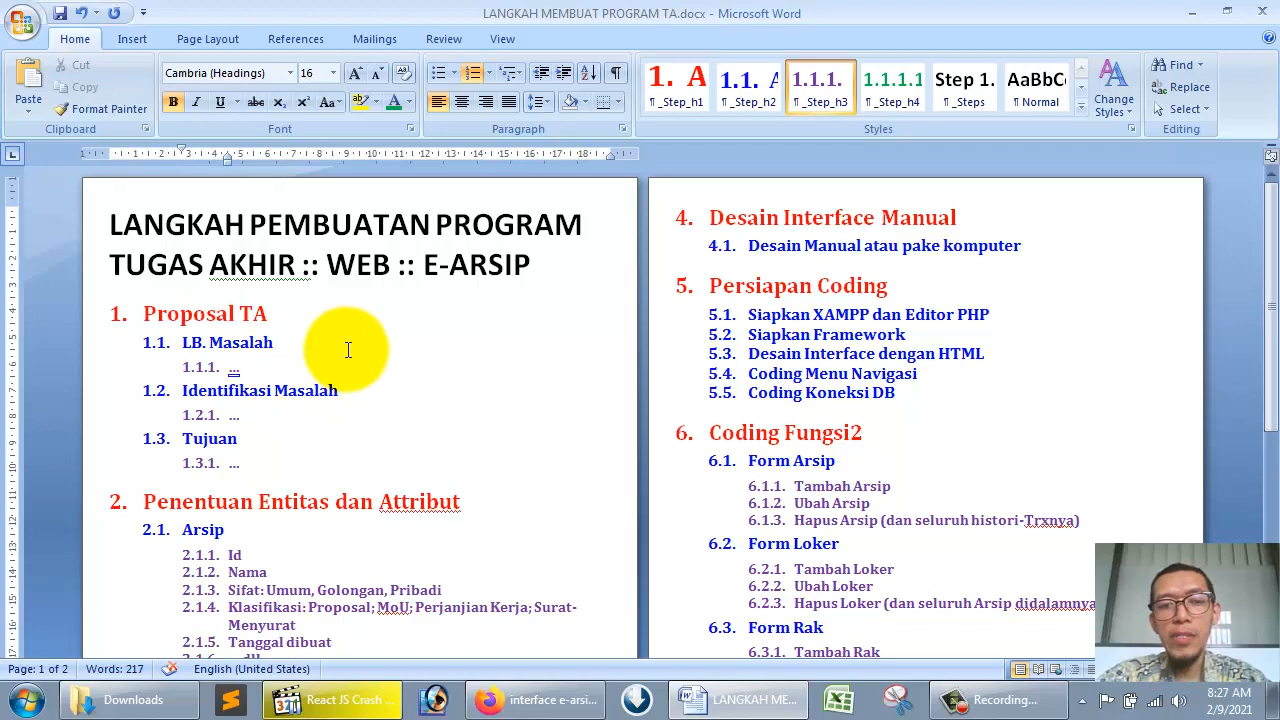 LANGKAH MEMBUAT PROGRAM TA.docx - Microsoft Word
Home Insert Page Layout References Mailings Review View
Paste
Cut
Copy
Format Painter
Clipboard
Cambria (Headings) 16
Font
Paragraph
1. A 1.1. A 1.1.1. 1.1.1.1 Step 1. AaBbCc
¶ _Step_h1 ¶ _Step_h2 ¶ _Step_h3 ¶ _Step_h4 ¶ _Steps ¶ Normal
Change Styles
Styles
Find
Replace
Select
Editing
LANGKAH PEMBUATAN PROGRAM
TUGAS AKHIR :: WEB :: E-ARSIP
1. Proposal TA
1.1. LB. Masalah
1.1.1. ...
1.2. Identifikasi Masalah
1.2.1. ...
1.3. Tujuan
1.3.1. ...
2. Penentuan Entitas dan Attribut
2.1. Arsip
2.1.1. Id
2.1.2. Nama
2.1.3. Sifat: Umum, Golongan, Pribadi
2.1.4. Klasifikasi: Proposal; MoU; Perjanjian Kerja; Surat-
Menyurat
2.1.5. Tanggal dibuat
4. Desain Interface Manual
4.1. Desain Manual atau pake komputer
5. Persiapan Coding
5.1. Siapkan XAMPP dan Editor PHP
5.2. Siapkan Framework
5.3. Desain Interface dengan HTML
5.4. Coding Menu Navigasi
5.5. Coding Koneksi DB
6. Coding Fungsi2
6.1. Form Arsip
6.1.1. Tambah Arsip
6.1.2. Ubah Arsip
6.1.3. Hapus Arsip (dan seluruh histori-Trxnya)
6.2. Form Loker
6.2.1. Tambah Loker
6.2.2. Ubah Loker
6.2.3. Hapus Loker (dan seluruh Arsip didalamnya
6.3. Form Rak
6.3.1. Tambah Rak
Page: 1 of 2 Words: 217 English (United States)
Downloads
React JS Crash ...
interface e-arsi...
LANGKAH ME...
Recording...
8:27 AM
2/9/2021